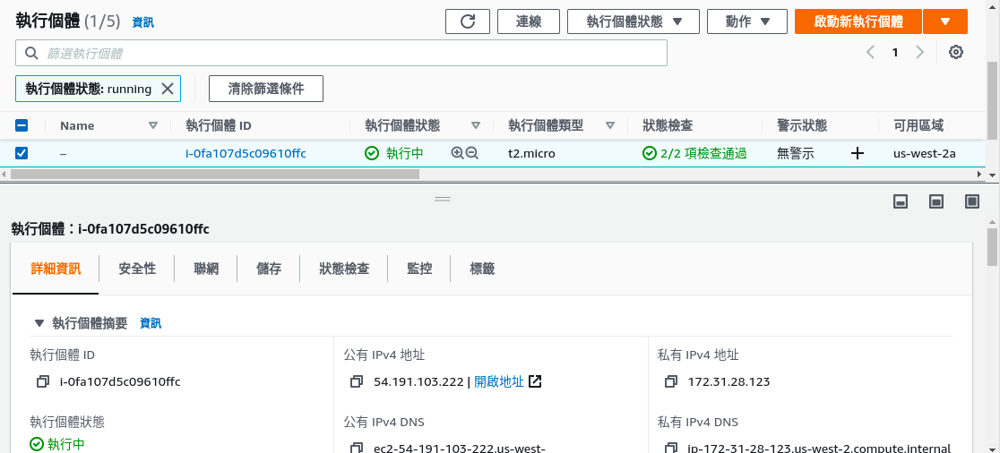 執行個體 (1/5) 資訊 連線 執行個體狀態 動作 啟動新執行個體
篩選執行個體 1
執行個體狀態: running 清除篩選條件
Name 執行個體 ID 執行個體狀態 執行個體類型 狀態檢查 警示狀態 可用區域
– i-0fa107d5c09610ffc 執行中 t2.micro 2/2 項檢查通過 無警示 us-west-2a
執行個體：i-0fa107d5c09610ffc
詳細資訊 安全性 聯網 儲存 狀態檢查 監控 標籤
執行個體摘要 資訊
執行個體 ID 公有 IPv4 地址 私有 IPv4 地址
i-0fa107d5c09610ffc 54.191.103.222 | 開啟地址 172.31.28.123
執行個體狀態 公有 IPv4 DNS 私有 IPv4 DNS
執行中 ec2-54-191-103-222.us-west- ip-172-31-28-123.us-west-2.compute.internal